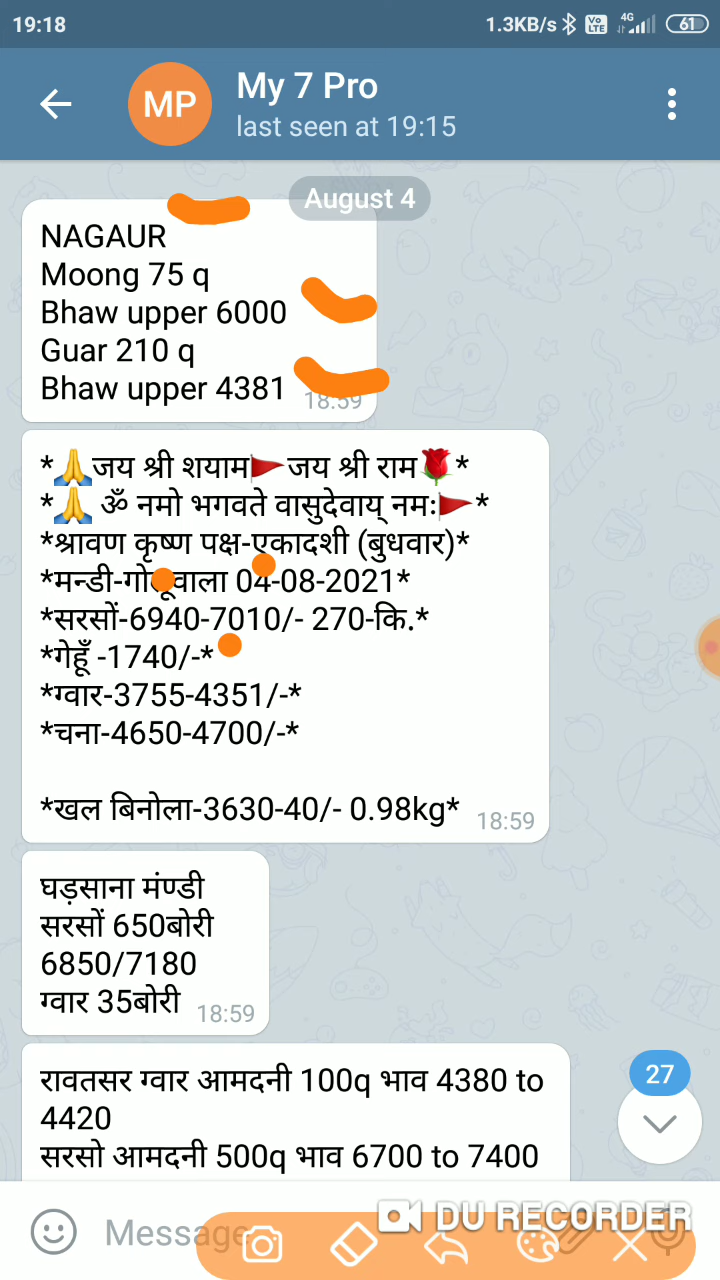 19:18
1.3KB/s Vo LTE 4G 61
MP
My 7 Pro
last seen at 19:15
August 4
NAGAUR
Moong 75 q
Bhaw upper 6000
Guar 210 q
Bhaw upper 4381
18:59
*🙏जय श्री शयाम🚩जय श्री राम🌹*
*🙏 ॐ नमो भगवते वासुदेवाय् नमः🚩*
*श्रावण कृष्ण पक्ष-एकादशी (बुधवार)*
*मन्डी-गोलूवाला 04-08-2021*
*सरसों-6940-7010/- 270-कि.*
*गेहूँ -1740/-*
*ग्वार-3755-4351/-*
*चना-4650-4700/-*
*खल बिनोला-3630-40/- 0.98kg*
18:59
घड़साना मंण्डी
सरसों 650बोरी
6850/7180
ग्वार 35बोरी
18:59
रावतसर ग्वार आमदनी 100q भाव 4380 to
4420
सरसो आमदनी 500q भाव 6700 to 7400
27
Message
DU RECORDER